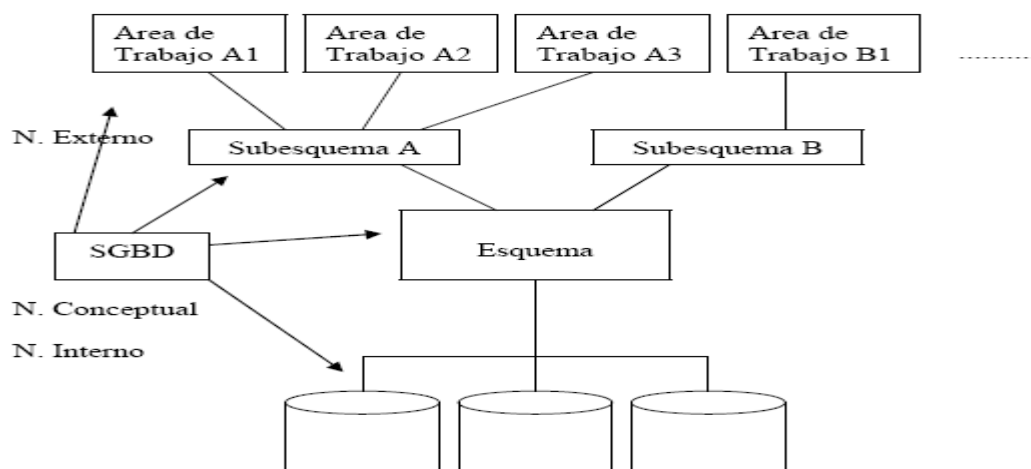 Area de
Trabajo A1
Area de
Trabajo A2
Area de
Trabajo A3
Area de
Trabajo B1
................
N. Externo
Subesquema A
Subesquema B
SGBD
Esquema
N. Conceptual
N. Interno